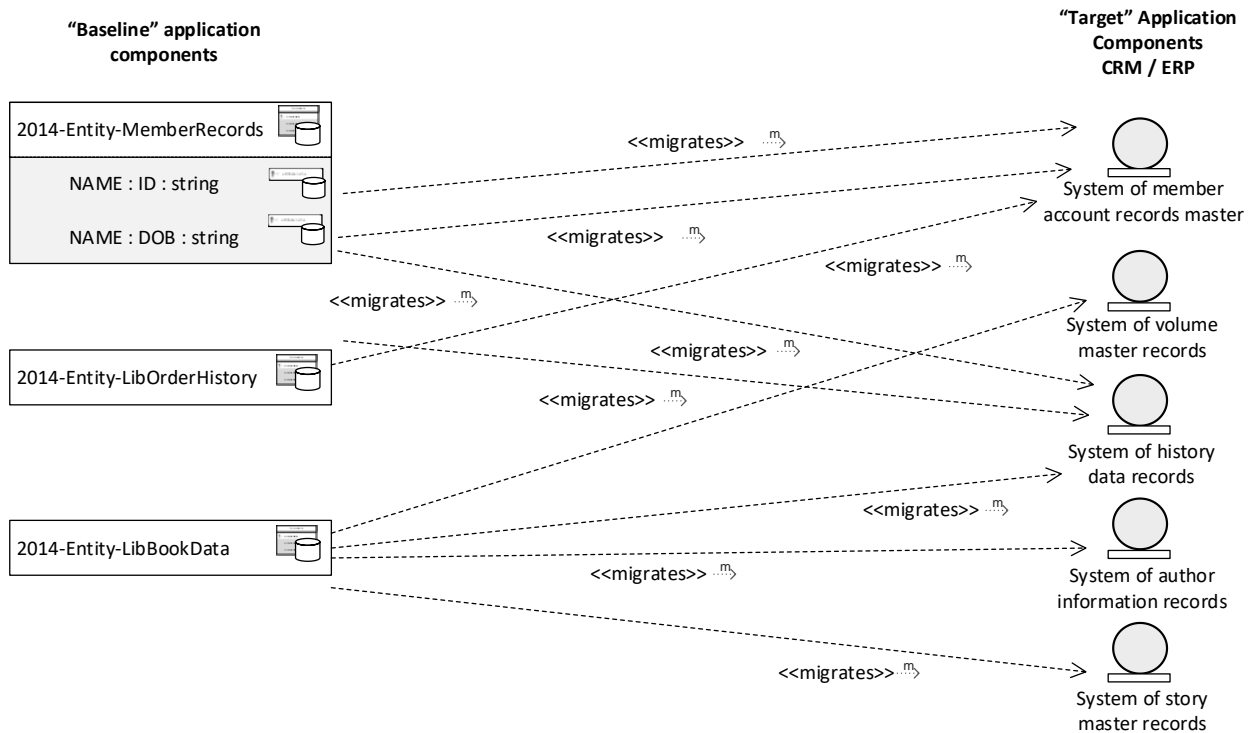 “Baseline” application
components
“Target” Application
Components
CRM / ERP
2014-Entity-MemberRecords
NAME : ID : string
NAME : DOB : string
2014-Entity-LibOrderHistory
2014-Entity-LibBookData
<<migrates>> m
<<migrates>> m
<<migrates>> m
<<migrates>> m
<<migrates>> m
<<migrates>> m
<<migrates>> m
<<migrates>> m
<<migrates>> m
System of member
account records master
System of volume
master records
System of history
data records
System of author
information records
System of story
master records